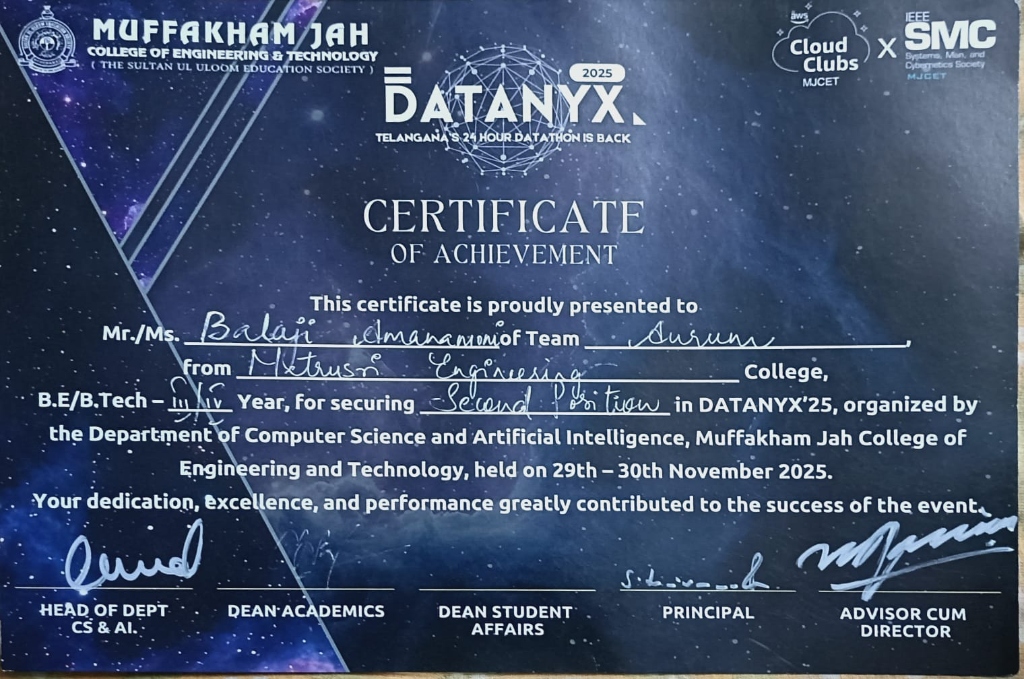 MUFFAKHAM JAH
COLLEGE OF ENGINEERING & TECHNOLOGY
( THE SULTAN UL ULOOM EDUCATION SOCIETY )
aws
Cloud Clubs
MJCET
X
IEEE
SMC
Systems, Man, and
Cybernetics Society
MJCET
2025
DATANYX
TELANGANA'S 24 HOUR DATATHON IS BACK
CERTIFICATE
OF ACHIEVEMENT
This certificate is proudly presented to
Mr./Ms. Balaji of Team Aurum,
from Engineering College,
B.E/B.Tech – Year, for securing Second Position in DATANYX'25, organized by
the Department of Computer Science and Artificial Intelligence, Muffakham Jah College of
Engineering and Technology, held on 29th – 30th November 2025.
Your dedication, excellence, and performance greatly contributed to the success of the event.
HEAD OF DEPT
CS & AI.
DEAN ACADEMICS
DEAN STUDENT
AFFAIRS
PRINCIPAL
ADVISOR CUM
DIRECTOR